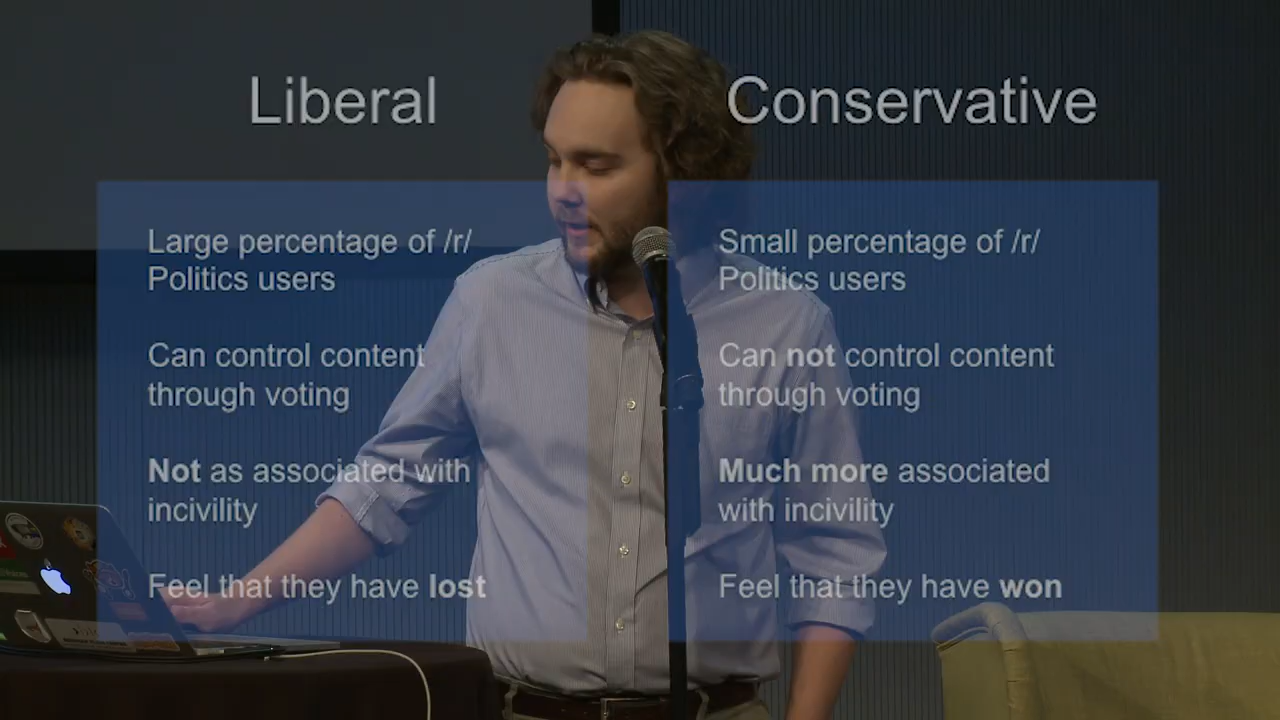 Liberal
Conservative
Large percentage of /r/
Politics users
Can control content
through voting
Not as associated with
incivility
Feel that they have lost
Small percentage of /r/
Politics users
Can not control content
through voting
Much more associated
with incivility
Feel that they have won